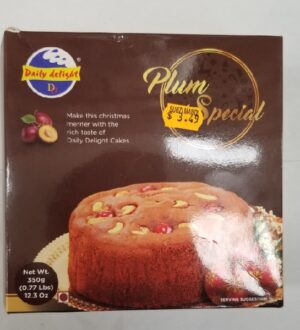 Daily delight
D
Plum
Special
$ 3.49
Make this christmas
merrier with the
rich taste of
Daily Delight Cakes
Net Wt.
350g
(0.77 Lbs)
12.3 Oz
SERVING SUGGESTION